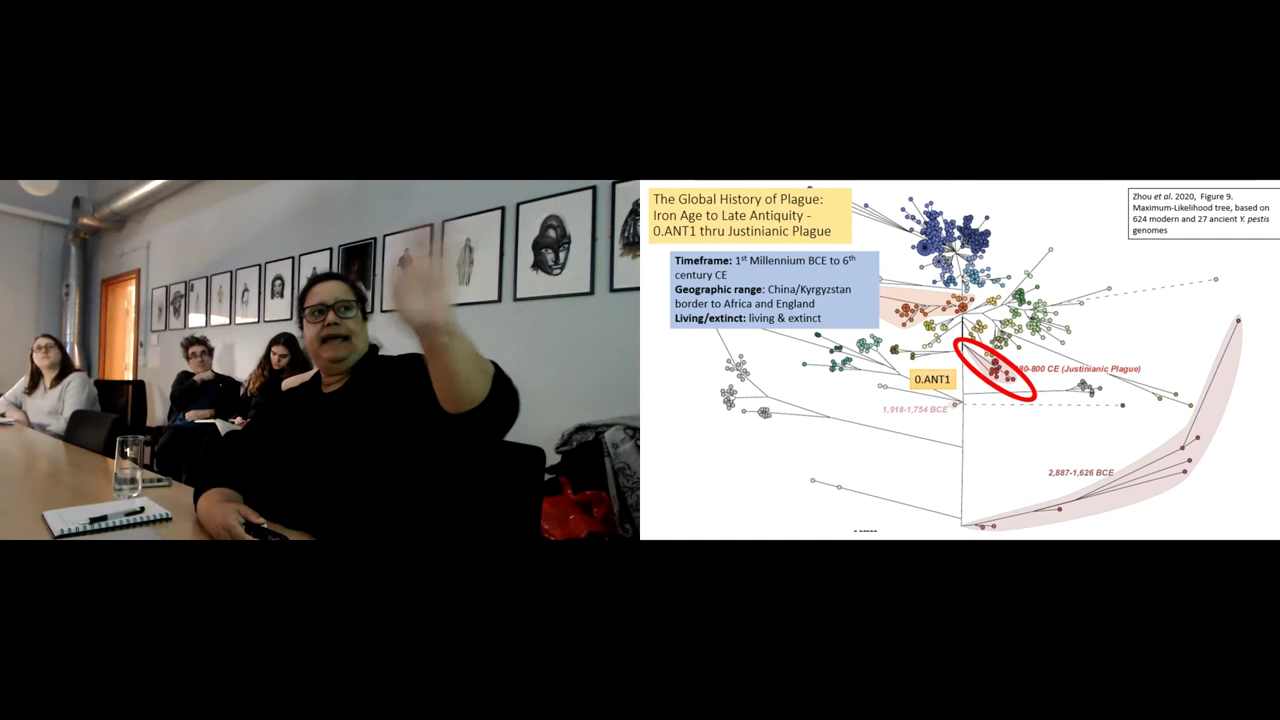 The Global History of Plague:
Iron Age to Late Antiquity -
0.ANT1 thru Justinianic Plague
Zhou et al. 2020, Figure 9.
Maximum-Likelihood tree, based on
624 modern and 27 ancient Y. pestis
genomes
Timeframe: 1st Millennium BCE to 6th
century CE
Geographic range: China/Kyrgyzstan
border to Africa and England
Living/extinct: living & extinct
0.ANT1
80-800 CE (Justinianic Plague)
1,918-1,754 BCE
2,887-1,626 BCE